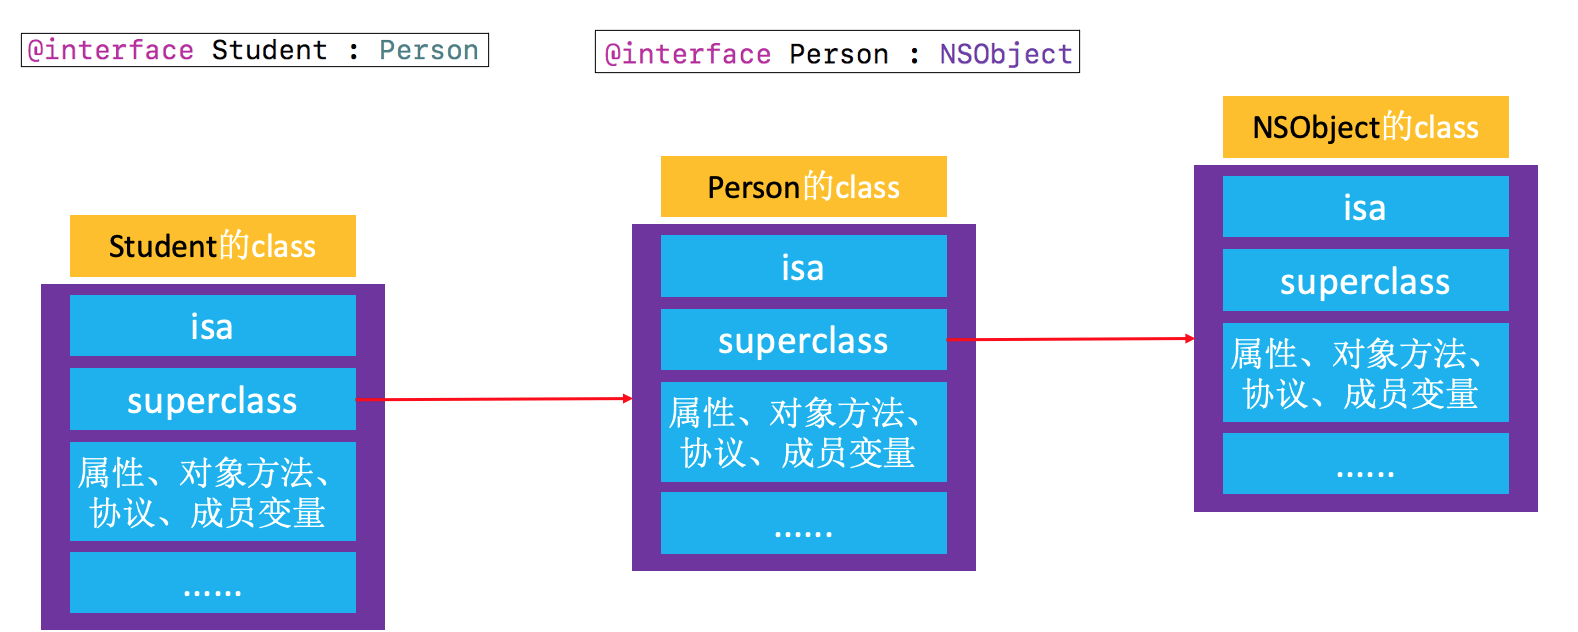 @interface Student : Person
@interface Person : NSObject
Student的class
isa
superclass
属性、对象方法、
协议、成员变量
......
Person的class
isa
superclass
属性、对象方法、
协议、成员变量
......
NSObject的class
isa
superclass
属性、对象方法、
协议、成员变量
......